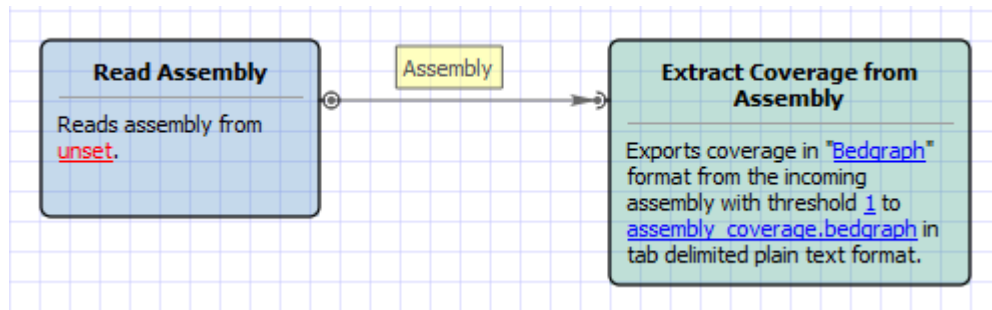 Read Assembly
Reads assembly from
unset.
Assembly
Extract Coverage from
Assembly
Exports coverage in "Bedgraph"
format from the incoming
assembly with threshold 1 to
assembly_coverage.bedgraph in
tab delimited plain text format.